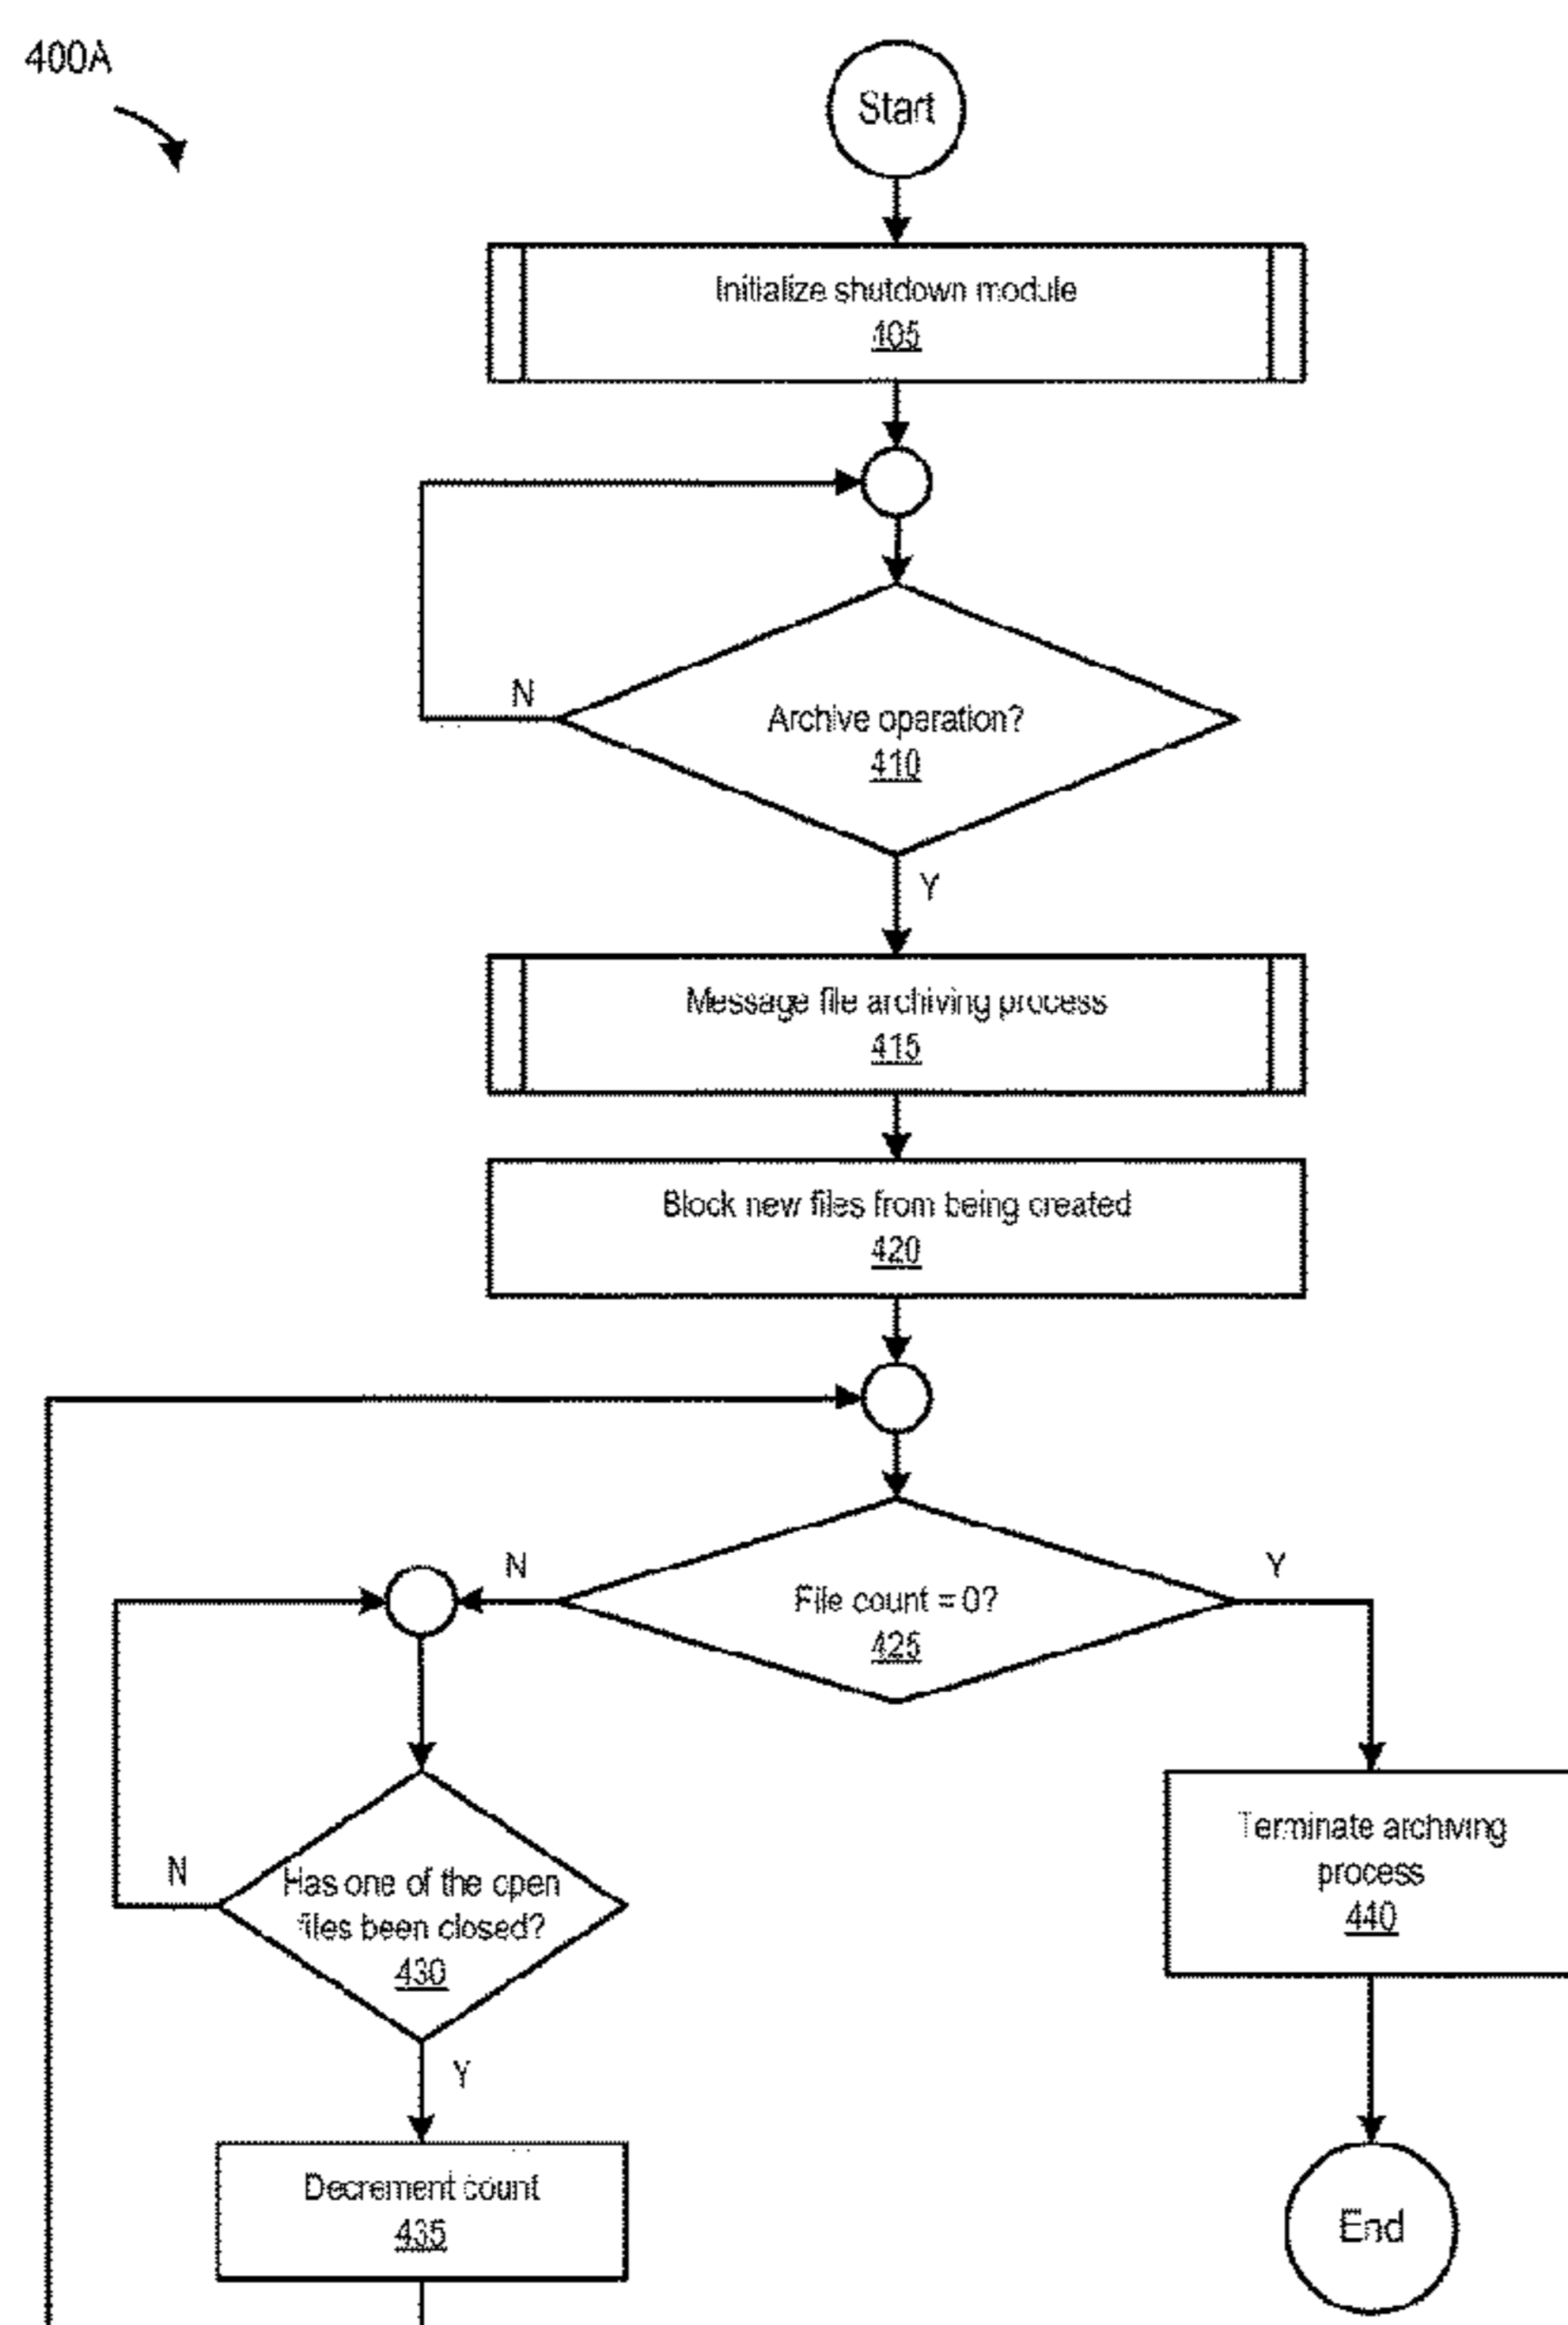 400A
Start
Initialize shutdown module
405
N
Archive operation?
410
Y
Message file archiving process
415
Block new files from being created
420
N
File count = 0?
425
Y
N
Has one of the open
files been closed?
430
Y
Terminate archiving
process
440
Decrement count
435
End